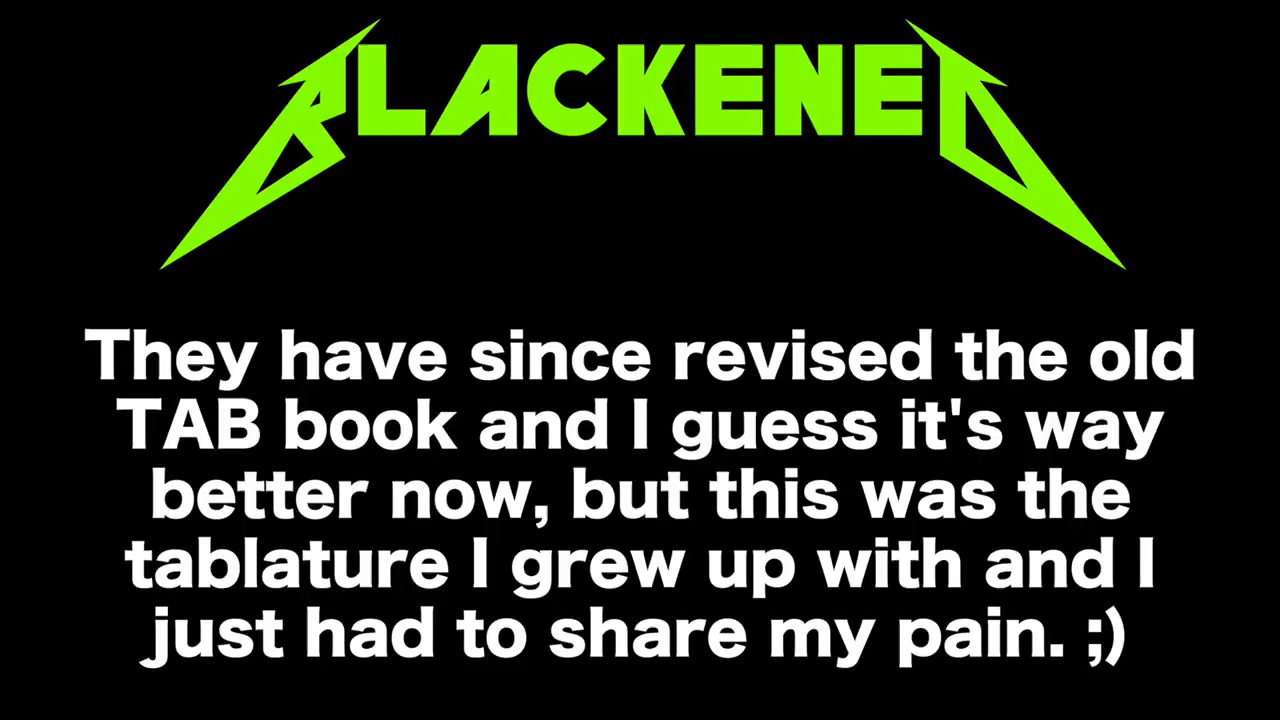 BLACKENED
They have since revised the old
TAB book and I guess it's way
better now, but this was the
tablature I grew up with and I
just had to share my pain. ;)